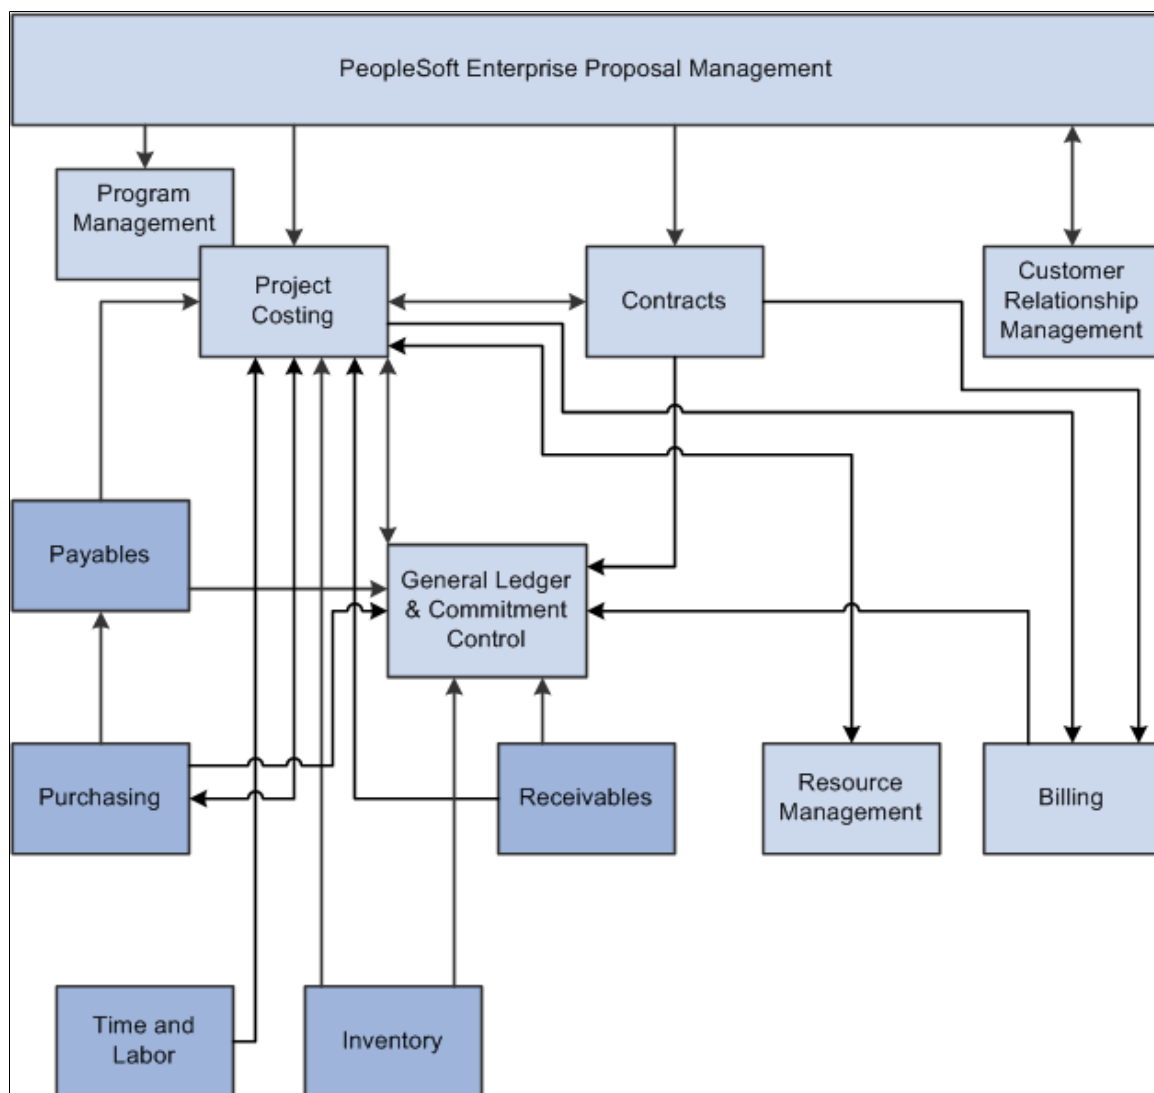 PeopleSoft Enterprise Proposal Management
Program
Management
Project
Costing
Contracts
Customer
Relationship
Management
Payables
General Ledger
& Commitment
Control
Purchasing
Receivables
Resource
Management
Billing
Time and
Labor
Inventory